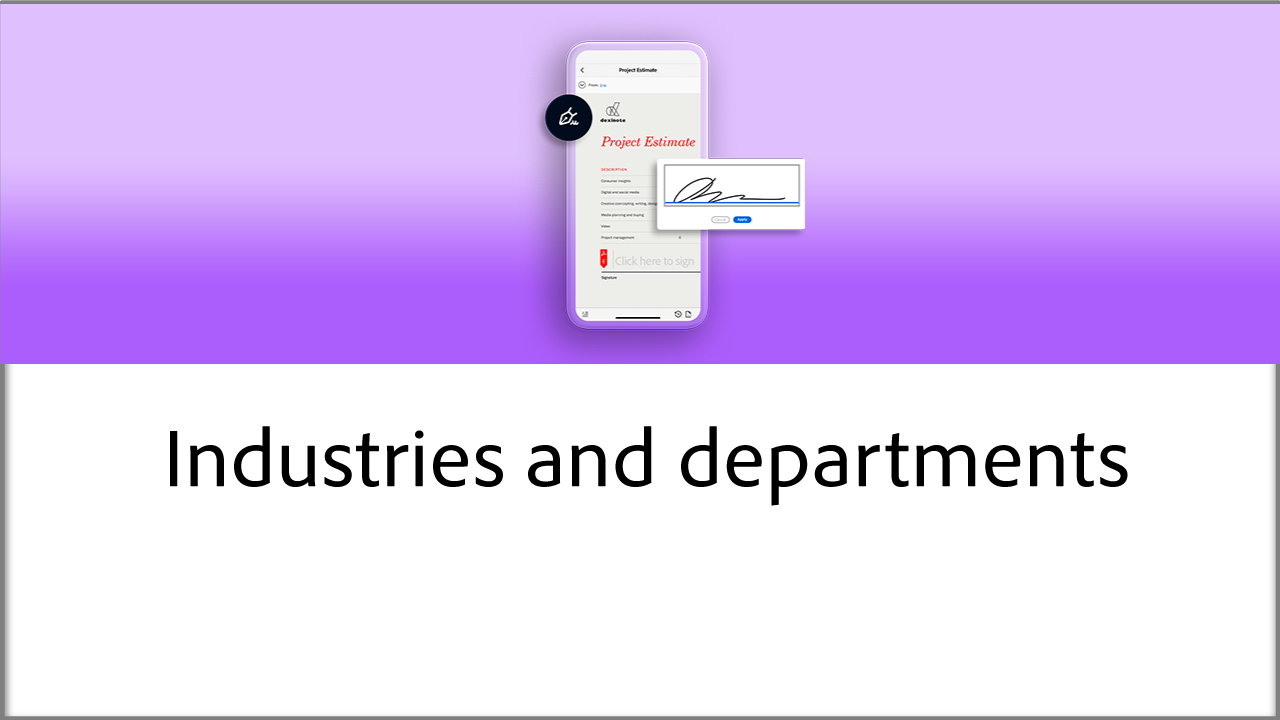 Project Estimate
From:
dexinote
Project Estimate
DESCRIPTION
Consumer insights
Digital and social media
Creative (concepting, writing, design
Media planning and buying
Video
Project management
Cancel
Apply
Click here to sign
Signature
Industries and departments